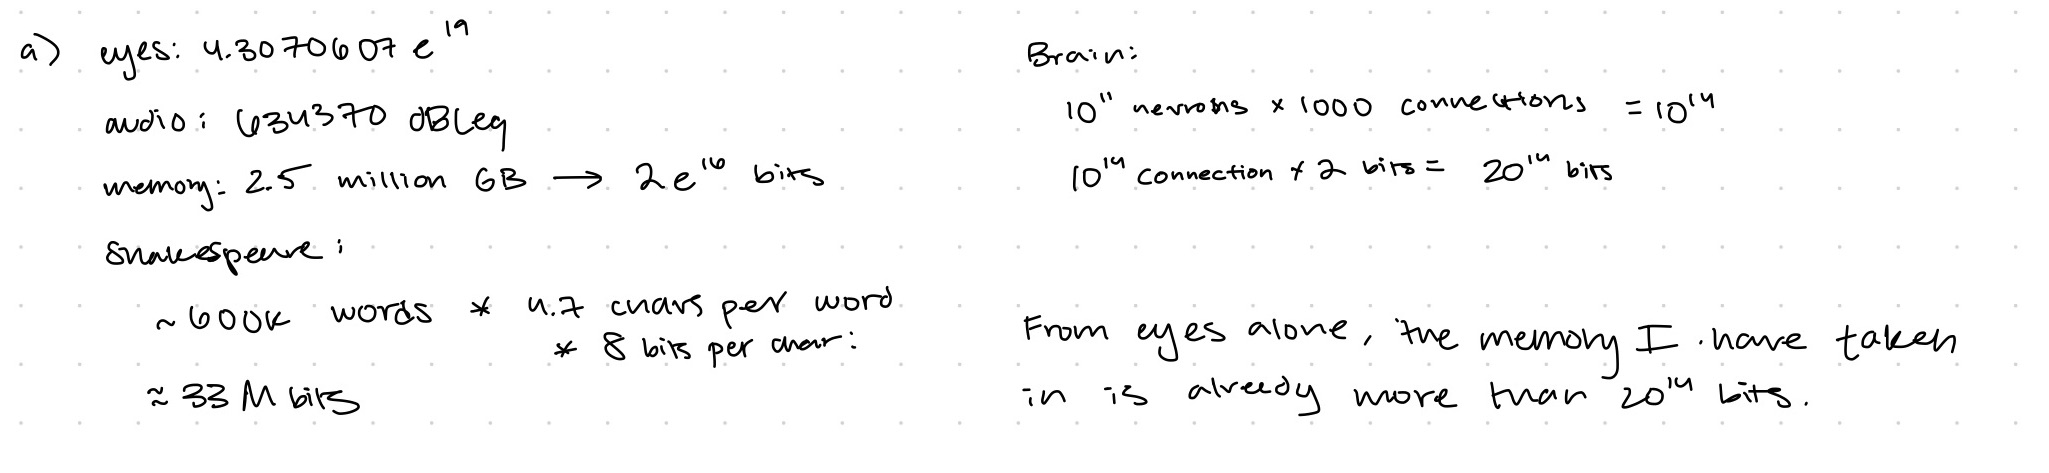 a) eyes: 4.3070607 e^19
audio: 634370 dBLeq
memory: 2.5 million GB → 2e^16 bits
Shakespeare:
~600K words * 4.7 chars per word
* 8 bits per char:
≈ 33 M bits
Brain:
10^11 neurons × 1000 connections = 10^14
10^14 connection * 2 bits = 20^14 bits
From eyes alone, the memory I have taken
in is already more than 20^14 bits.